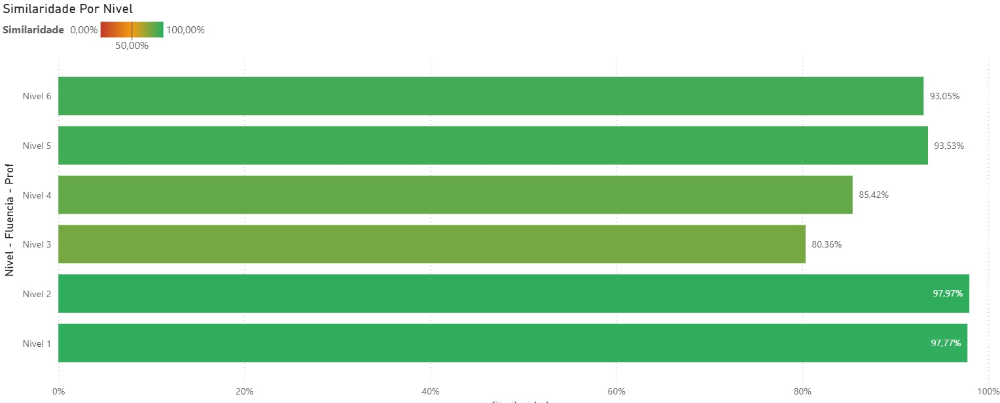 Similaridade Por Nivel
Similaridade 0,00% 100,00%
50,00%
Nivel - Fluencia - Prof
Nivel 6 93,05%
Nivel 5 93,53%
Nivel 4 85,42%
Nivel 3 80,36%
Nivel 2 97,97%
Nivel 1 97,77%
0% 20% 40% 60% 80% 100%